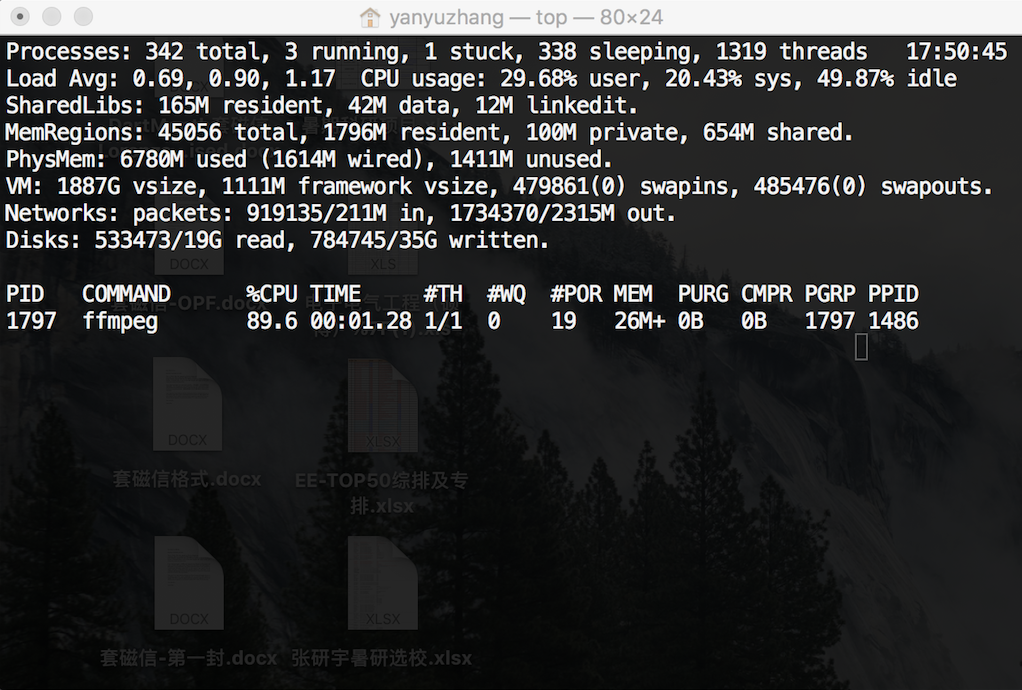 yanyuzhang — top — 80×24
Processes: 342 total, 3 running, 1 stuck, 338 sleeping, 1319 threads 17:50:45
Load Avg: 0.69, 0.90, 1.17 CPU usage: 29.68% user, 20.43% sys, 49.87% idle
SharedLibs: 165M resident, 42M data, 12M linkedit.
MemRegions: 45056 total, 1796M resident, 100M private, 654M shared.
PhysMem: 6780M used (1614M wired), 1411M unused.
VM: 1887G vsize, 1111M framework vsize, 479861(0) swapins, 485476(0) swapouts.
Networks: packets: 919135/211M in, 1734370/2315M out.
Disks: 533473/19G read, 784745/35G written.
DOCX XLS
PID COMMAND %CPU TIME #TH #WQ #POR MEM PURG CMPR PGRP PPID
套磁信-OPF.docx
1797 ffmpeg 89.6 00:01.28 1/1 0 19 26M+ 0B 0B 1797 1486
DOCX XLSX
套磁信格式.docx EE-TOP50综排及专
排.xlsx
DOCX XLSX
套磁信-第一封.docx 张研宇暑研选校.xlsx